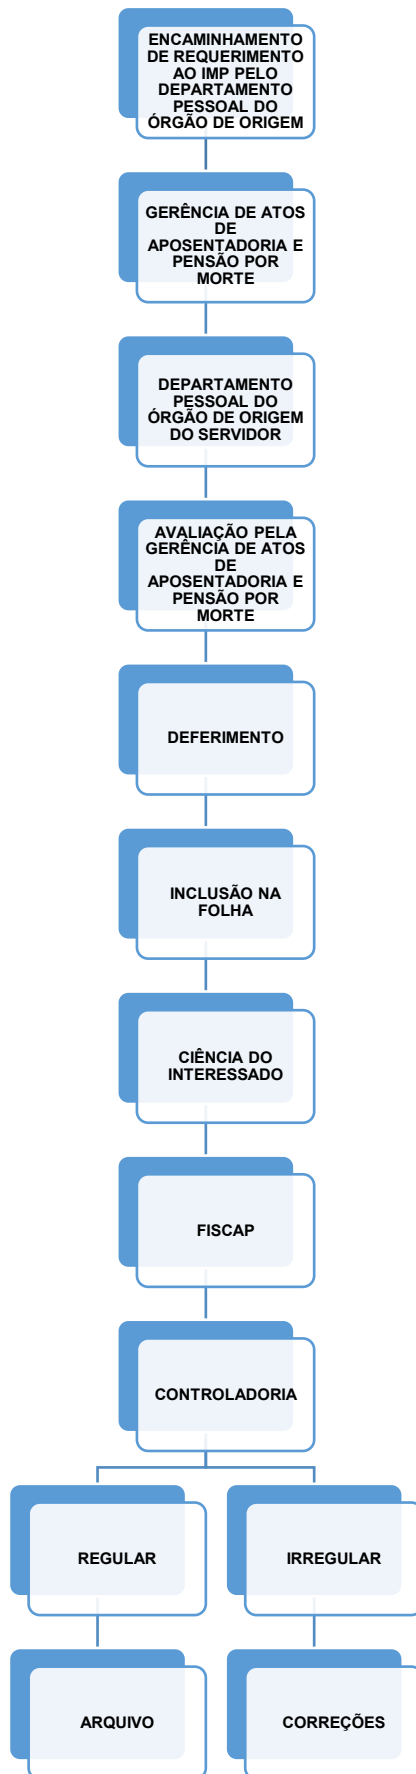 ENCAMINHAMENTO
DE REQUERIMENTO
AO IMP PELO
DEPARTAMENTO
PESSOAL DO
ÓRGÃO DE ORIGEM
GERÊNCIA DE ATOS
DE
APOSENTADORIA E
PENSÃO POR
MORTE
DEPARTAMENTO
PESSOAL DO
ÓRGÃO DE ORIGEM
DO SERVIDOR
AVALIAÇÃO PELA
GERÊNCIA DE ATOS
DE
APOSENTADORIA E
PENSÃO POR
MORTE
DEFERIMENTO
INCLUSÃO NA
FOLHA
CIÊNCIA DO
INTERESSADO
FISCAP
CONTROLADORIA
REGULAR
IRREGULAR
ARQUIVO
CORREÇÕES